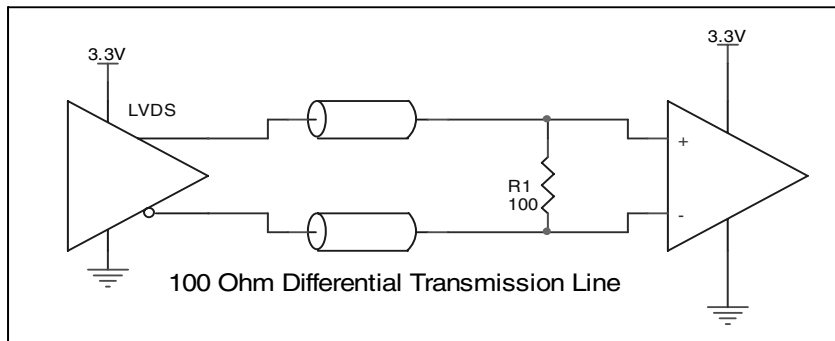 3.3V
3.3V
LVDS
+
R1
100
-
100 Ohm Differential Transmission Line